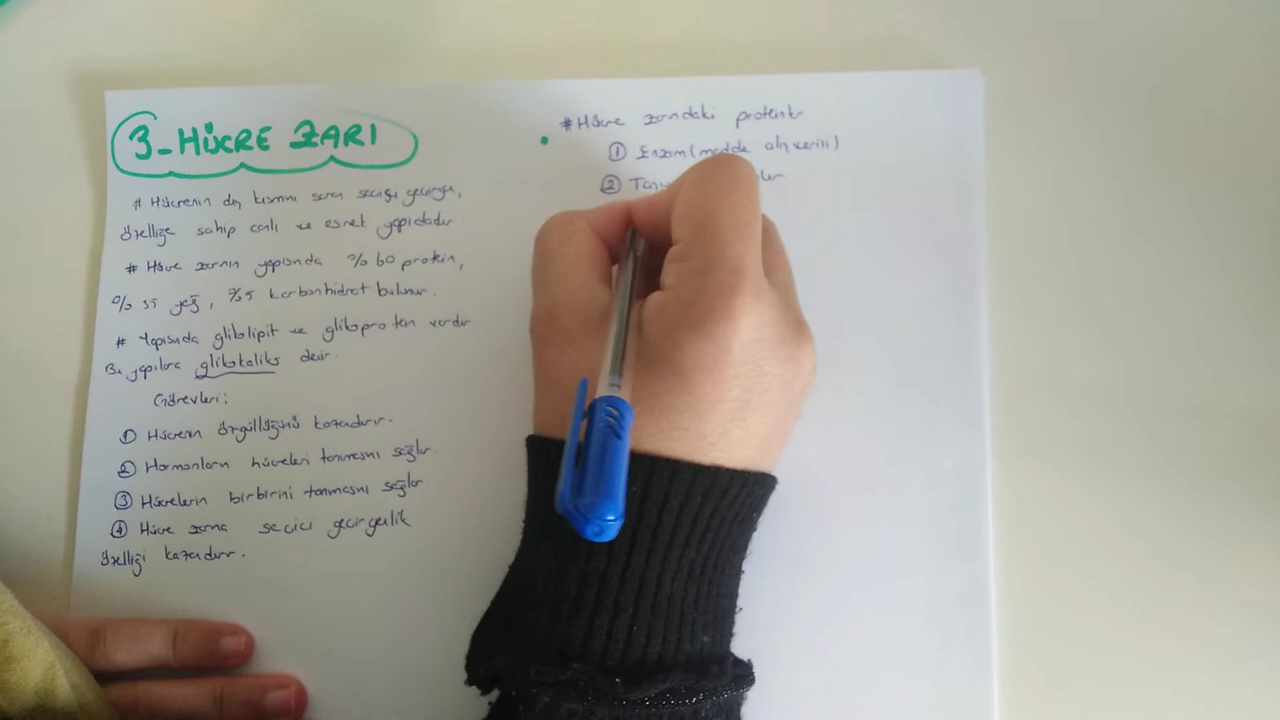 3- HÜCRE ZARI
# Hücrenin dış kısmını saran seçici geçirgen,
özelliğe sahip canlı ve esnek yapıdadır.
# Hücre zarının yapısında %60 protein,
%35 yağ, %5 karbonhidrat bulunur.
# Yapısında glikolipit ve glikoprotein vardır
Bu yapılara glikokaliks denir.
Görevleri:
① Hücrenin özgüllüğünü kazandırır.
② Hormonların hücreleri tanımasını sağlar.
③ Hücrelerin birbirini tanımasını sağlar
④ Hücre zarına seçici geçirgenlik
özelliği kazandırır.
# Hücre zarındaki proteinler
① Enzim (madde alışverişi)
②